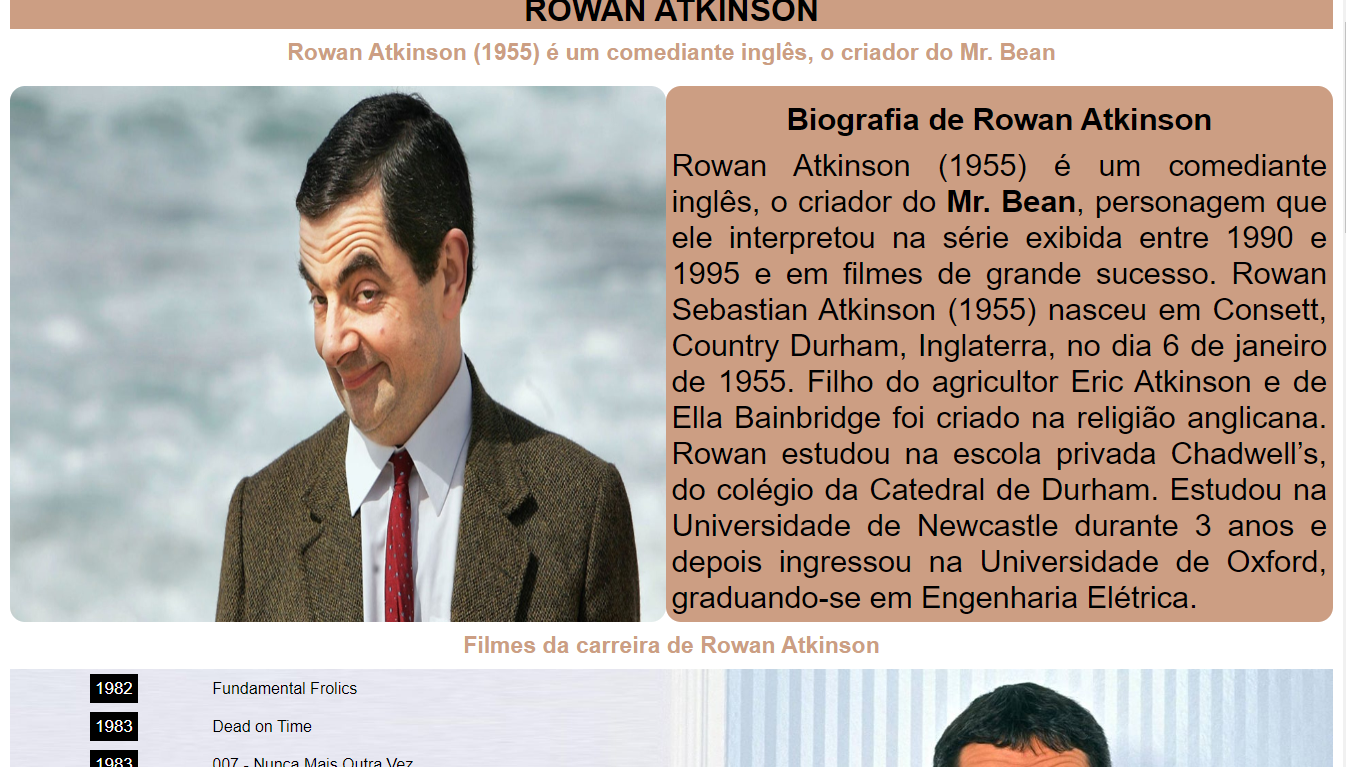 ROWAN ATKINSON
Rowan Atkinson (1955) é um comediante inglês, o criador do Mr. Bean
Biografia de Rowan Atkinson
Rowan Atkinson (1955) é um comediante
inglês, o criador do Mr. Bean, personagem que
ele interpretou na série exibida entre 1990 e
1995 e em filmes de grande sucesso. Rowan
Sebastian Atkinson (1955) nasceu em Consett,
Country Durham, Inglaterra, no dia 6 de janeiro
de 1955. Filho do agricultor Eric Atkinson e de
Ella Bainbridge foi criado na religião anglicana.
Rowan estudou na escola privada Chadwell’s,
do colégio da Catedral de Durham. Estudou na
Universidade de Newcastle durante 3 anos e
depois ingressou na Universidade de Oxford,
graduando-se em Engenharia Elétrica.
Filmes da carreira de Rowan Atkinson
1982 Fundamental Frolics
1983 Dead on Time
1983 007 - Nunca Mais Outra Vez